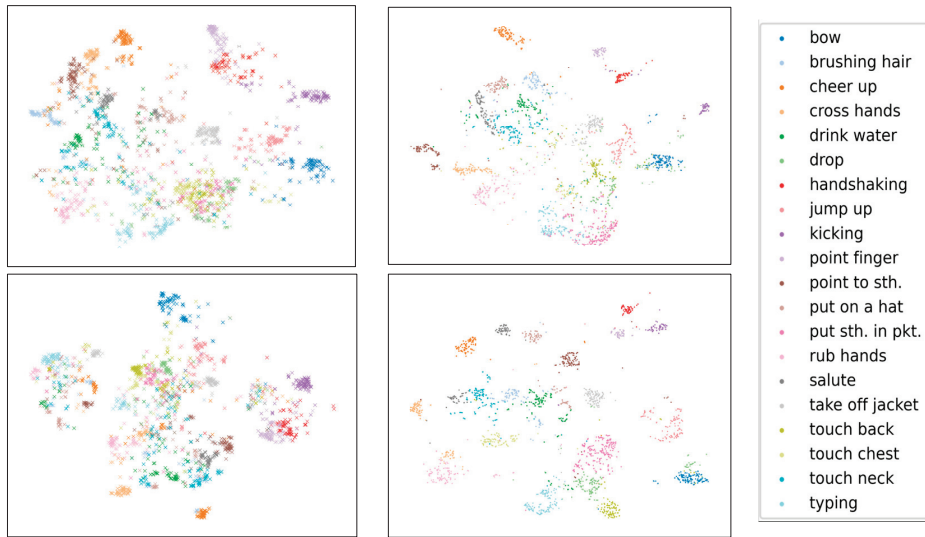 bow
brushing hair
cheer up
cross hands
drink water
drop
handshaking
jump up
kicking
point finger
point to sth.
put on a hat
put sth. in pkt.
rub hands
salute
take off jacket
touch back
touch chest
touch neck
typing